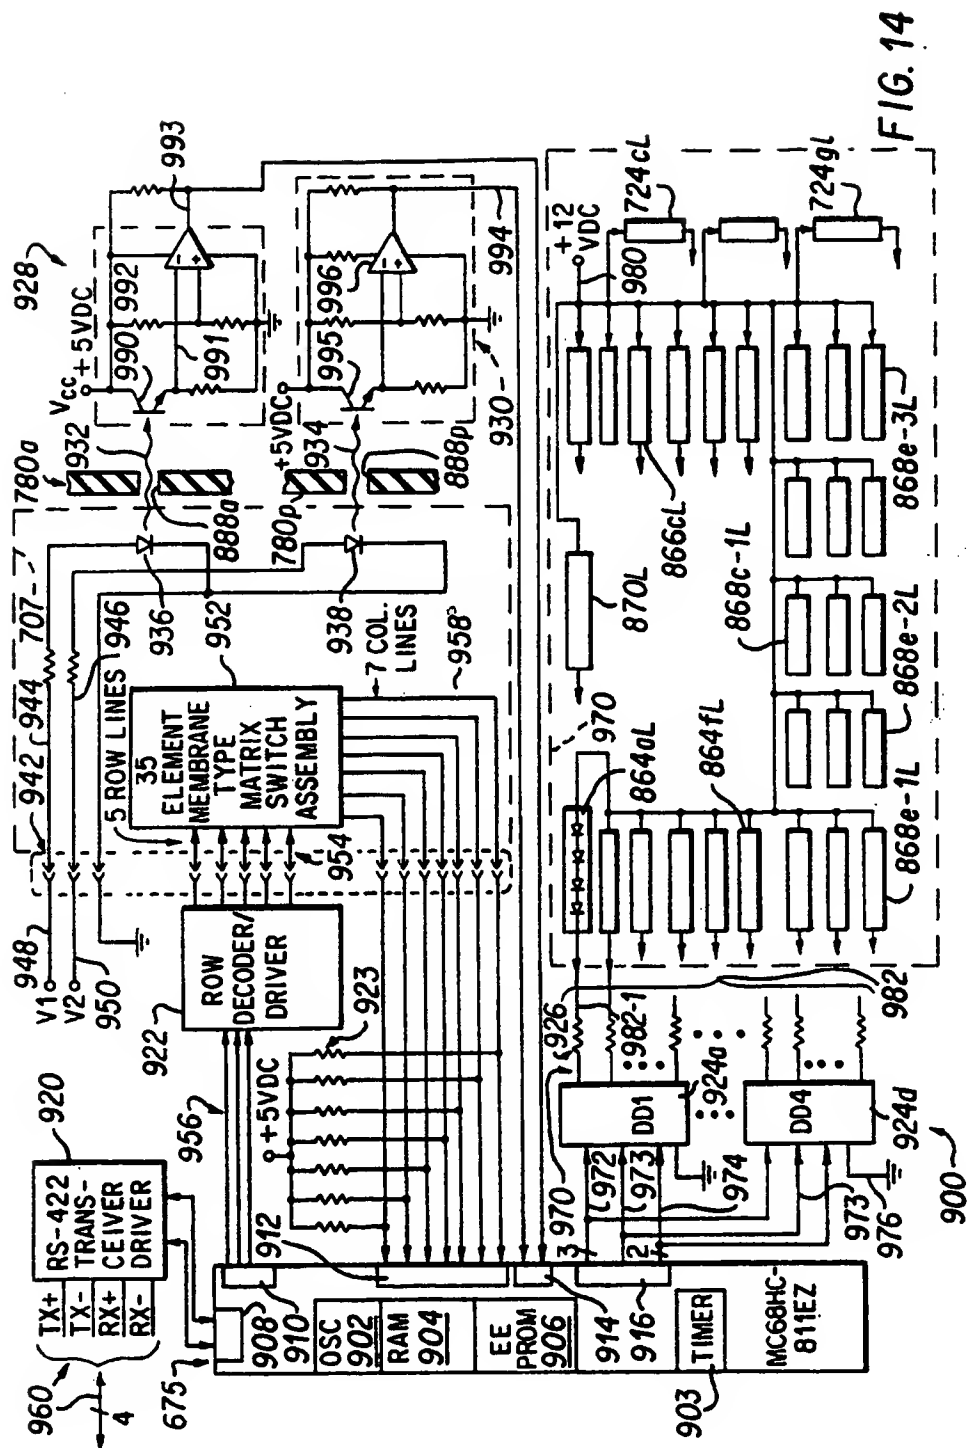 960
TX+
TX-
RX+
RX-
4
RS-422
TRANS-
CEIVER
DRIVER
920
675
908
910
OSC
902
RAM
904
EE
PROM
906
912
914
916
TIMER
903
MC68HC-
811EZ
948
V1
V2
950
922
ROW
DECODER/
DRIVER
956
+5VDC
923
942
944
707
946
5 ROW LINES
35
ELEMENT
MEMBRANE
TYPE
MATRIX
SWITCH
ASSEMBLY
952
954
7 COL.
LINES
958
936
938
780a
932
888a
780p
934
888p
928
Vcc
+5VDC
990
992
991
993
+5VDC
995
996
994
930
970
972
973
974
3
2
926
982-1
DD1
924a
DD4
924d
973
976
982
900
970
864aL
864fL
870L
866cL
868c-1L
868e-1L
868e-2L
868e-3L
+12
VDC
980
724cL
724gL
FIG. 14